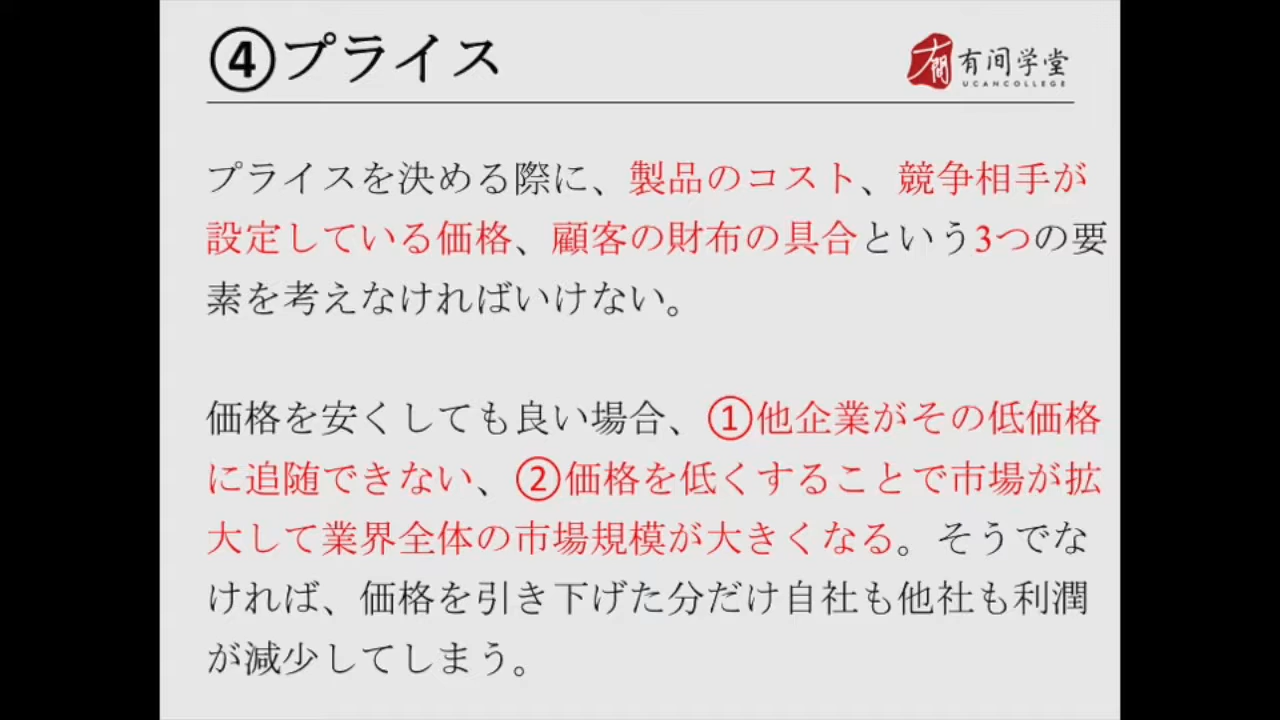 ④プライス
有间学堂
UCANCOLLEGE
プライスを決める際に、製品のコスト、競争相手が
設定している価格、顧客の財布の具合という3つの要
素を考えなければいけない。
価格を安くしても良い場合、①他企業がその低価格
に追随できない、②価格を低くすることで市場が拡
大して業界全体の市場規模が大きくなる。そうでな
ければ、価格を引き下げた分だけ自社も他社も利潤
が減少してしまう。